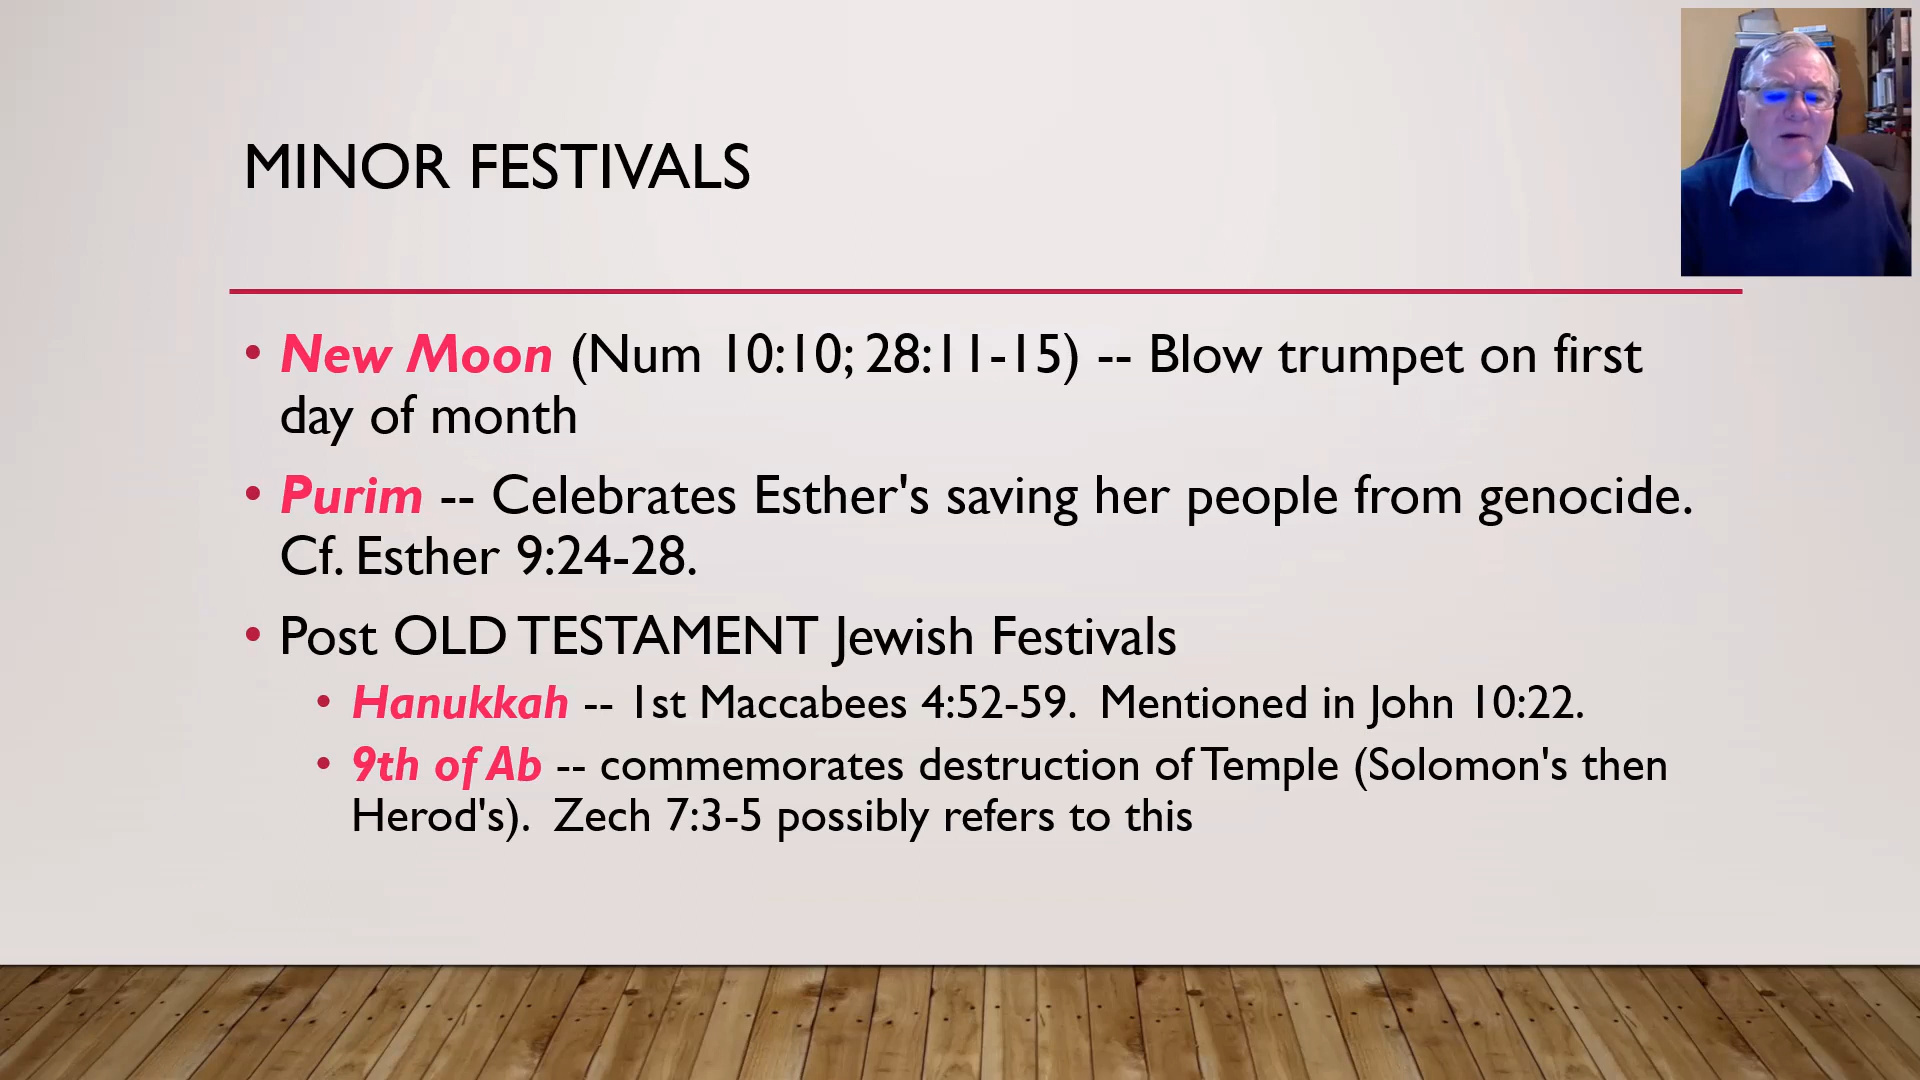 MINOR FESTIVALS
• New Moon (Num 10:10; 28:11-15) -- Blow trumpet on first
day of month
• Purim -- Celebrates Esther's saving her people from genocide.
Cf. Esther 9:24-28.
• Post OLD TESTAMENT Jewish Festivals
• Hanukkah -- 1st Maccabees 4:52-59.  Mentioned in John 10:22.
• 9th of Ab -- commemorates destruction of Temple (Solomon's then
Herod's).  Zech 7:3-5 possibly refers to this